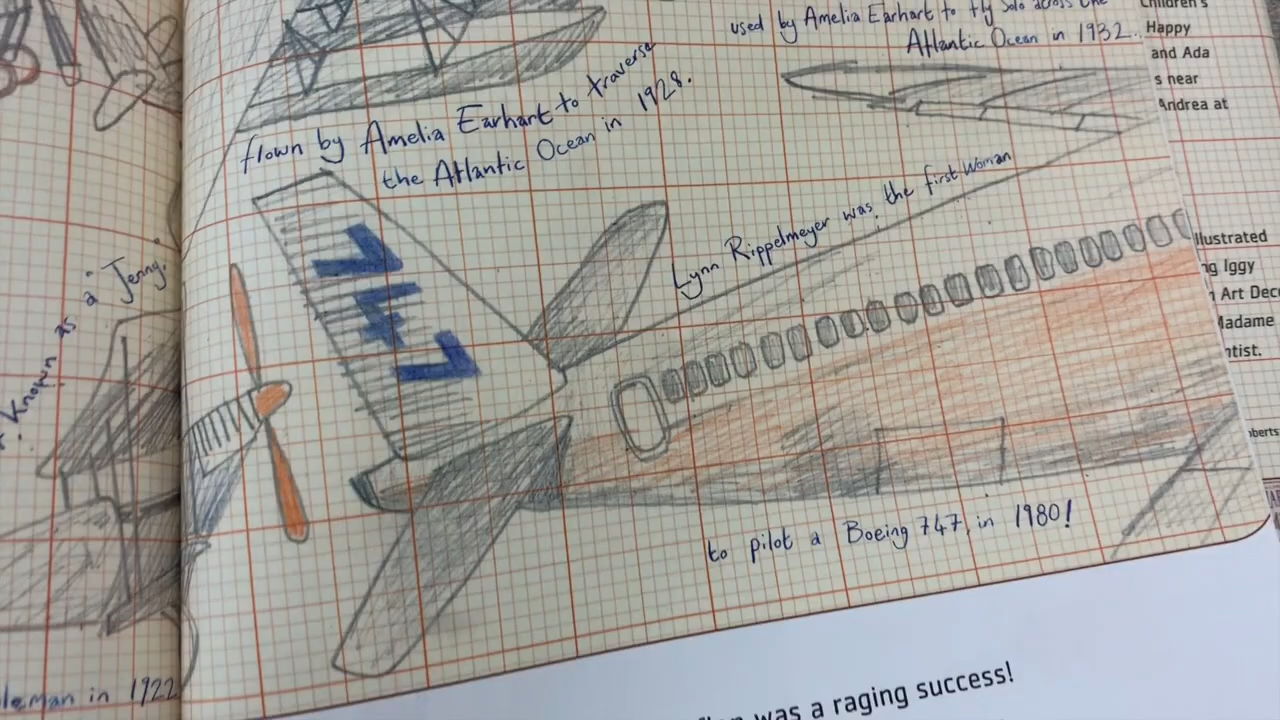 used by Amelia Earhart to fly solo across the
Atlantic Ocean in 1932.
flown by Amelia Earhart to traverse
the Atlantic Ocean in 1928.
Known as a "Jenny."
747
Lynn Rippelmeyer was the first Woman
to pilot a Boeing 747, in 1980!
in 1922
Children's
Happy
and Ada
near
Andrea at
Illustrated
Iggy
Art Deco
Madame
was a raging success!